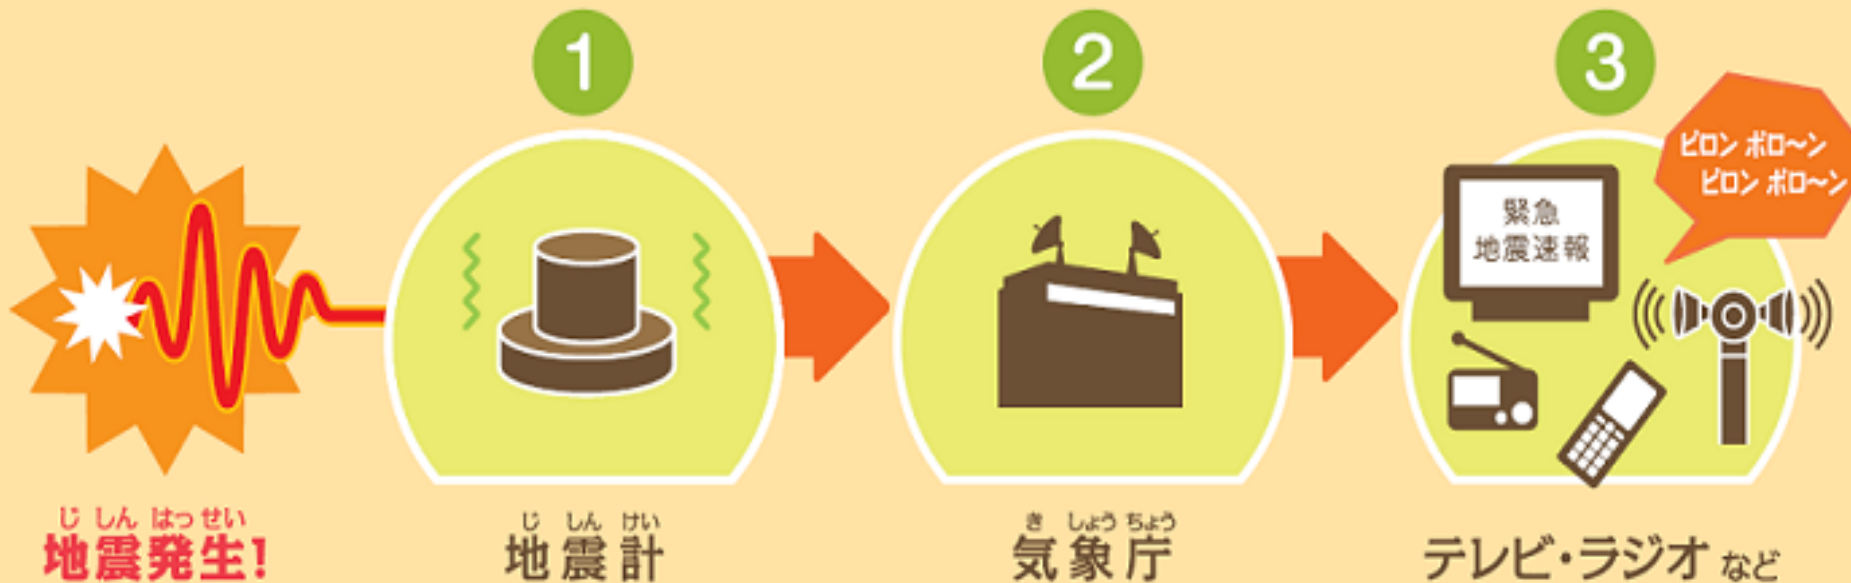 1
2
3
ピロン ポロ〜ン
ピロン ポロ〜ン
緊急
地震速報
じ しん はっ せい
地震発生!
じ しん けい
地震計
き しょう ちょう
気象庁
テレビ・ラジオ など